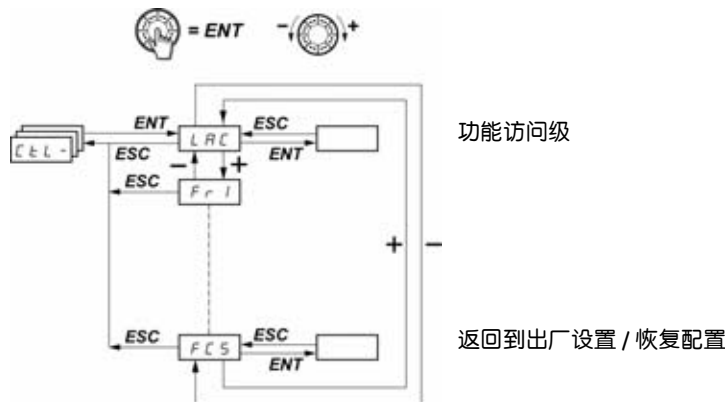 = ENT - +
ENT LAC ESC 功能访问级
CtL- ESC ENT
- +
ESC Fr1
+ -
ESC FCS ESC 返回到出厂设置 / 恢复配置
ENT